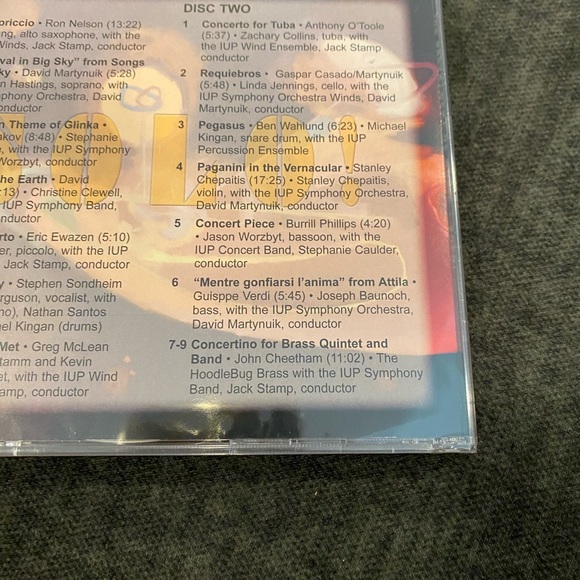 priccio • Ron Nelson (13:22)
ng, alto saxophone, with the
Winds, Jack Stamp, conductor
val in Big Sky" from Songs
ky • David Martynuik (5:28)
n Hastings, soprano, with
phony Orchestra, David
onductor
n Theme of Glinka •
akov (8:48) • Stephanie
e, with the IUP Symphony
Worzbyt, conductor
the Earth • David
:13) • Christine Clewell,
IUP Symphony Band,
nductor
rto • Eric Ewazen (5:10)
er, piccolo, with the IUP
Jack Stamp, conductor
y • Stephen Sondheim
erguson, vocalist, with
no), Nathan Santos
el Kingan (drums)
Met • Greg McLean
tamm and Kevin
et, with the IUP Wind
amp, conductor
DISC TWO
1 Concerto for Tuba • Anthony O'Toole
(5:37) • Zachary Collins, tuba, with
the IUP Wind Ensemble, Jack Stamp
conductor
2 Requiebros • Gaspar Casado/Martynuik
(5:48) • Linda Jennings, cello, with the
IUP Symphony Orchestra Winds, David
Martynuik, conductor
3 Pegasus • Ben Wahlund (6:23) • Michael
Kingan, snare drum, with the IUP
Percussion Ensemble
4 Paganini in the Vernacular • Stanley
Chepaitis (17:25) • Stanley Chepaitis,
violin, with the IUP Symphony Orchestra,
David Martynuik, conductor
5 Concert Piece • Burrill Phillips (4:20)
• Jason Worzbyt, bassoon, with the
IUP Concert Band, Stephanie Caulder,
conductor
6 "Mentre gonfiarsi l'anima" from Attila •
Guisppe Verdi (5:45) • Joseph Baunoch,
bass, with the IUP Symphony Orchestra,
David Martynuik, conductor
7-9 Concertino for Brass Quintet and
Band • John Cheetham (11:02) • The
HoodleBug Brass with the IUP Symphony
Band, Jack Stamp, conductor
OLO!